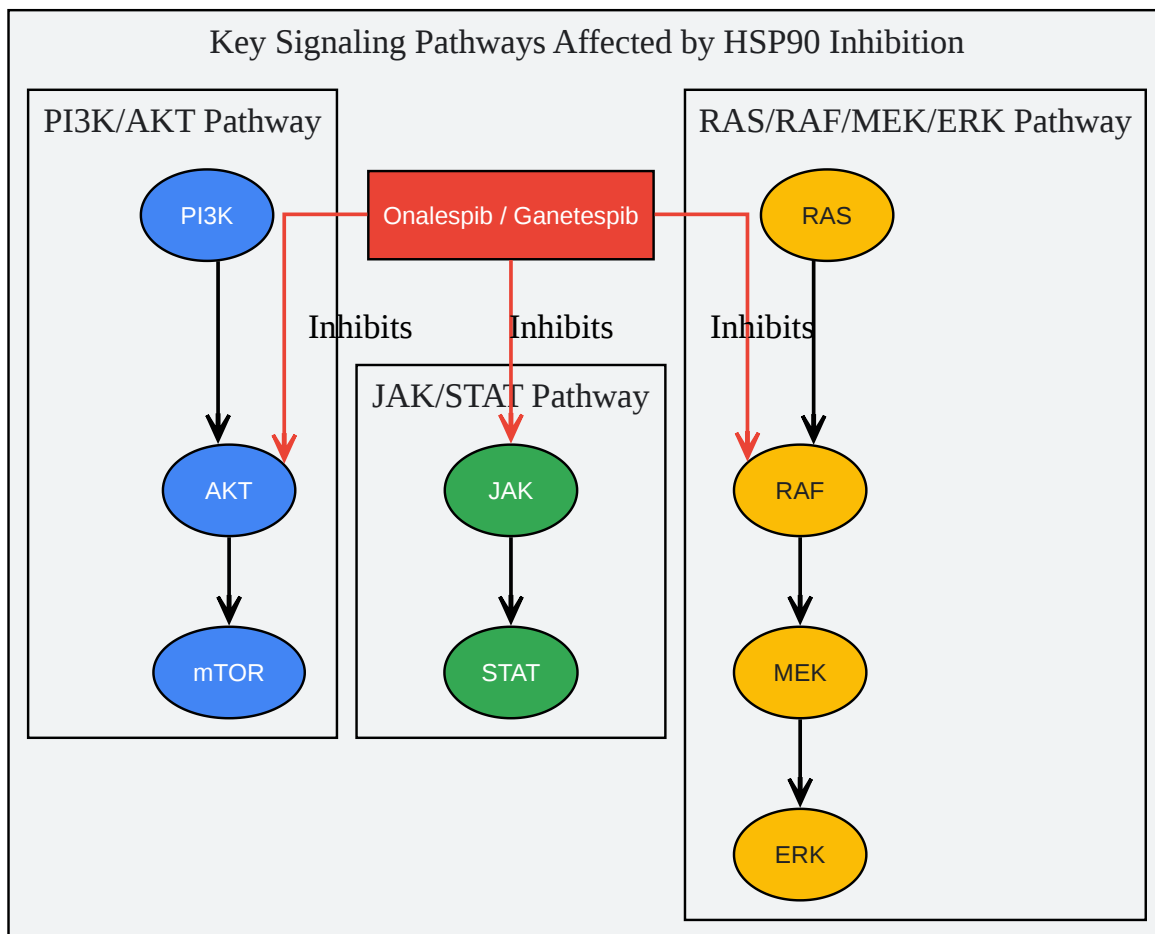 Key Signaling Pathways Affected by HSP90 Inhibition
PI3K/AKT Pathway
RAS/RAF/MEK/ERK Pathway
PI3K
Onalespib / Ganetespib
RAS
Inhibits
Inhibits
Inhibits
JAK/STAT Pathway
AKT
JAK
RAF
mTOR
STAT
MEK
ERK